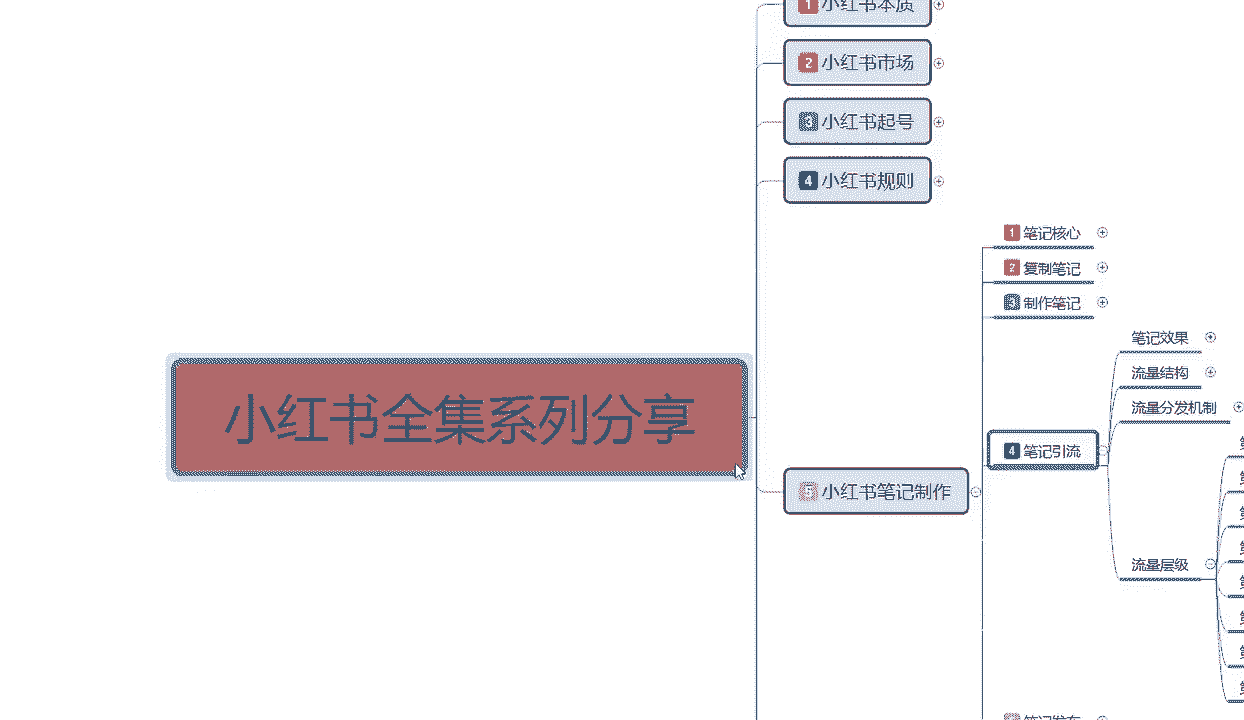 1 小红书本质
2 小红书市场
3 小红书起号
4 小红书规则
1 笔记核心
2 复制笔记
3 制作笔记
笔记效果
流量结构
流量分发机制
小红书全集系列分享
4 笔记引流
5 小红书笔记制作
流量层级
笔记发布